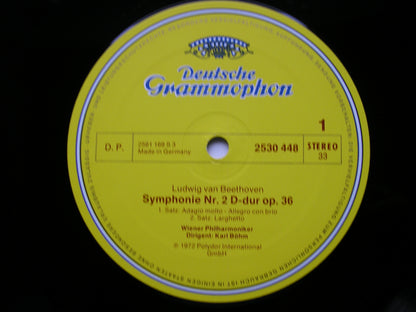 Deutsche
Grammophon
1
D.P.
2561 169 0.3
Made in Germany
2530 448
STEREO
33
Ludwig van Beethoven
Symphonie Nr. 2 D-dur op. 36
1. Satz: Adagio molto - Allegro con brio
2. Satz: Larghetto
Wiener Philharmoniker
Dirigent: Karl Böhm
℗ 1972 Polydor International
GmbH